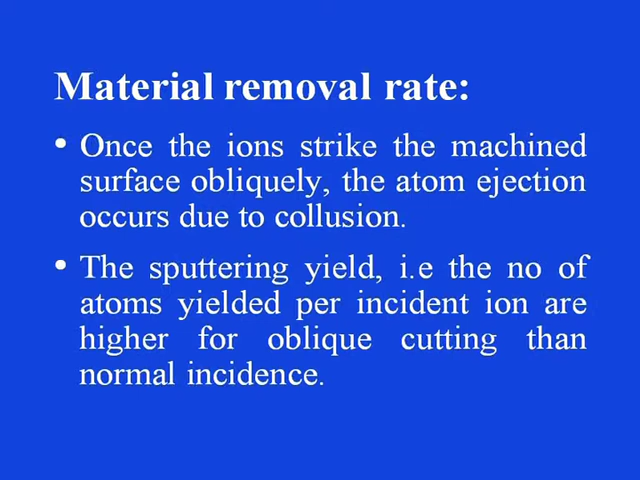 Material removal rate:
• Once the ions strike the machined
surface obliquely, the atom ejection
occurs due to collusion.
• The sputtering yield, i.e the no of
atoms yielded per incident ion are
higher for oblique cutting than
normal incidence.